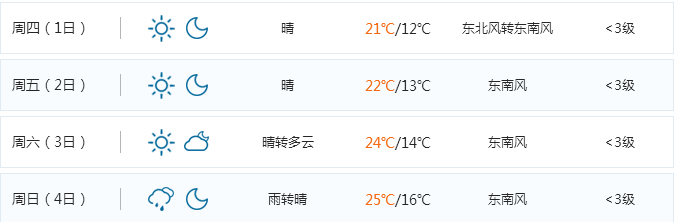 周四（1日） 晴 21℃/12℃ 东北风转东南风 <3级
周五（2日） 晴 22℃/13℃ 东南风 <3级
周六（3日） 晴转多云 24℃/14℃ 东南风 <3级
周日（4日） 雨转晴 25℃/16℃ 东南风 <3级